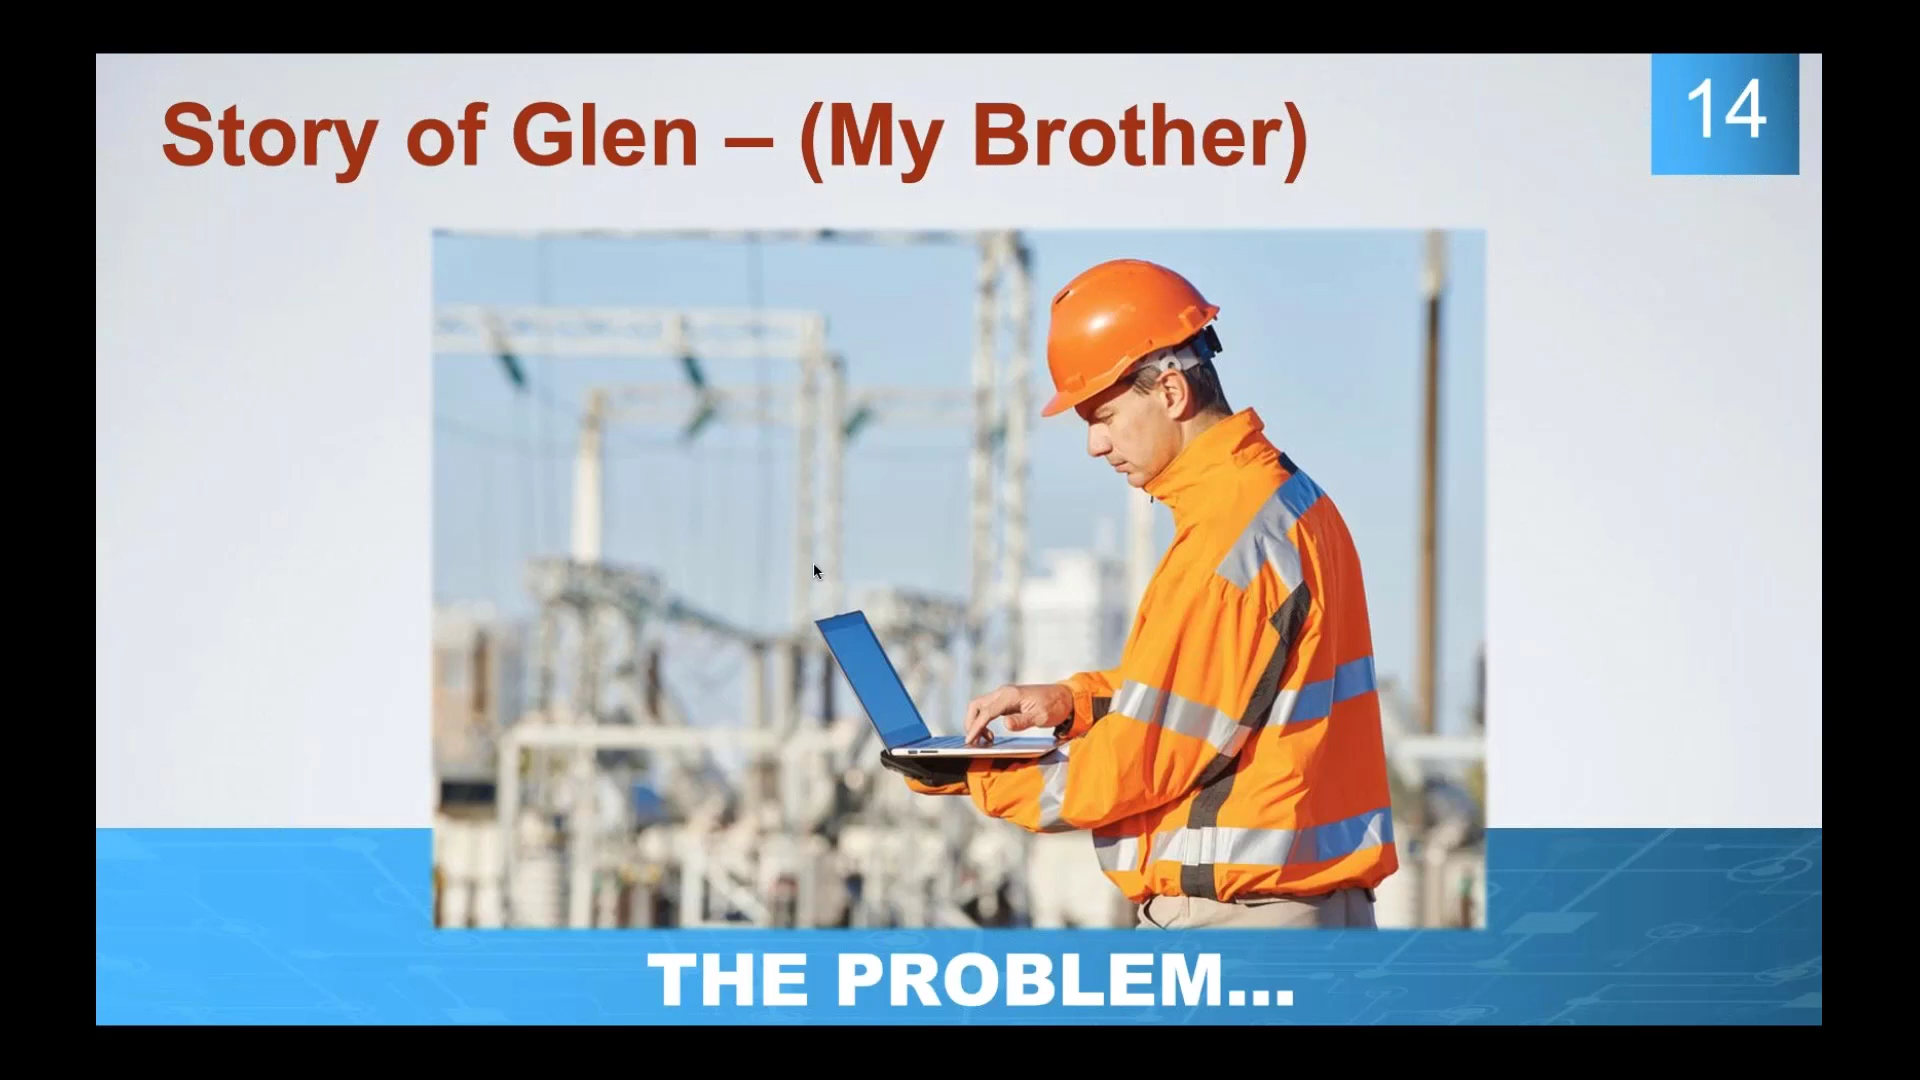 Story of Glen – (My Brother)
14
THE PROBLEM...